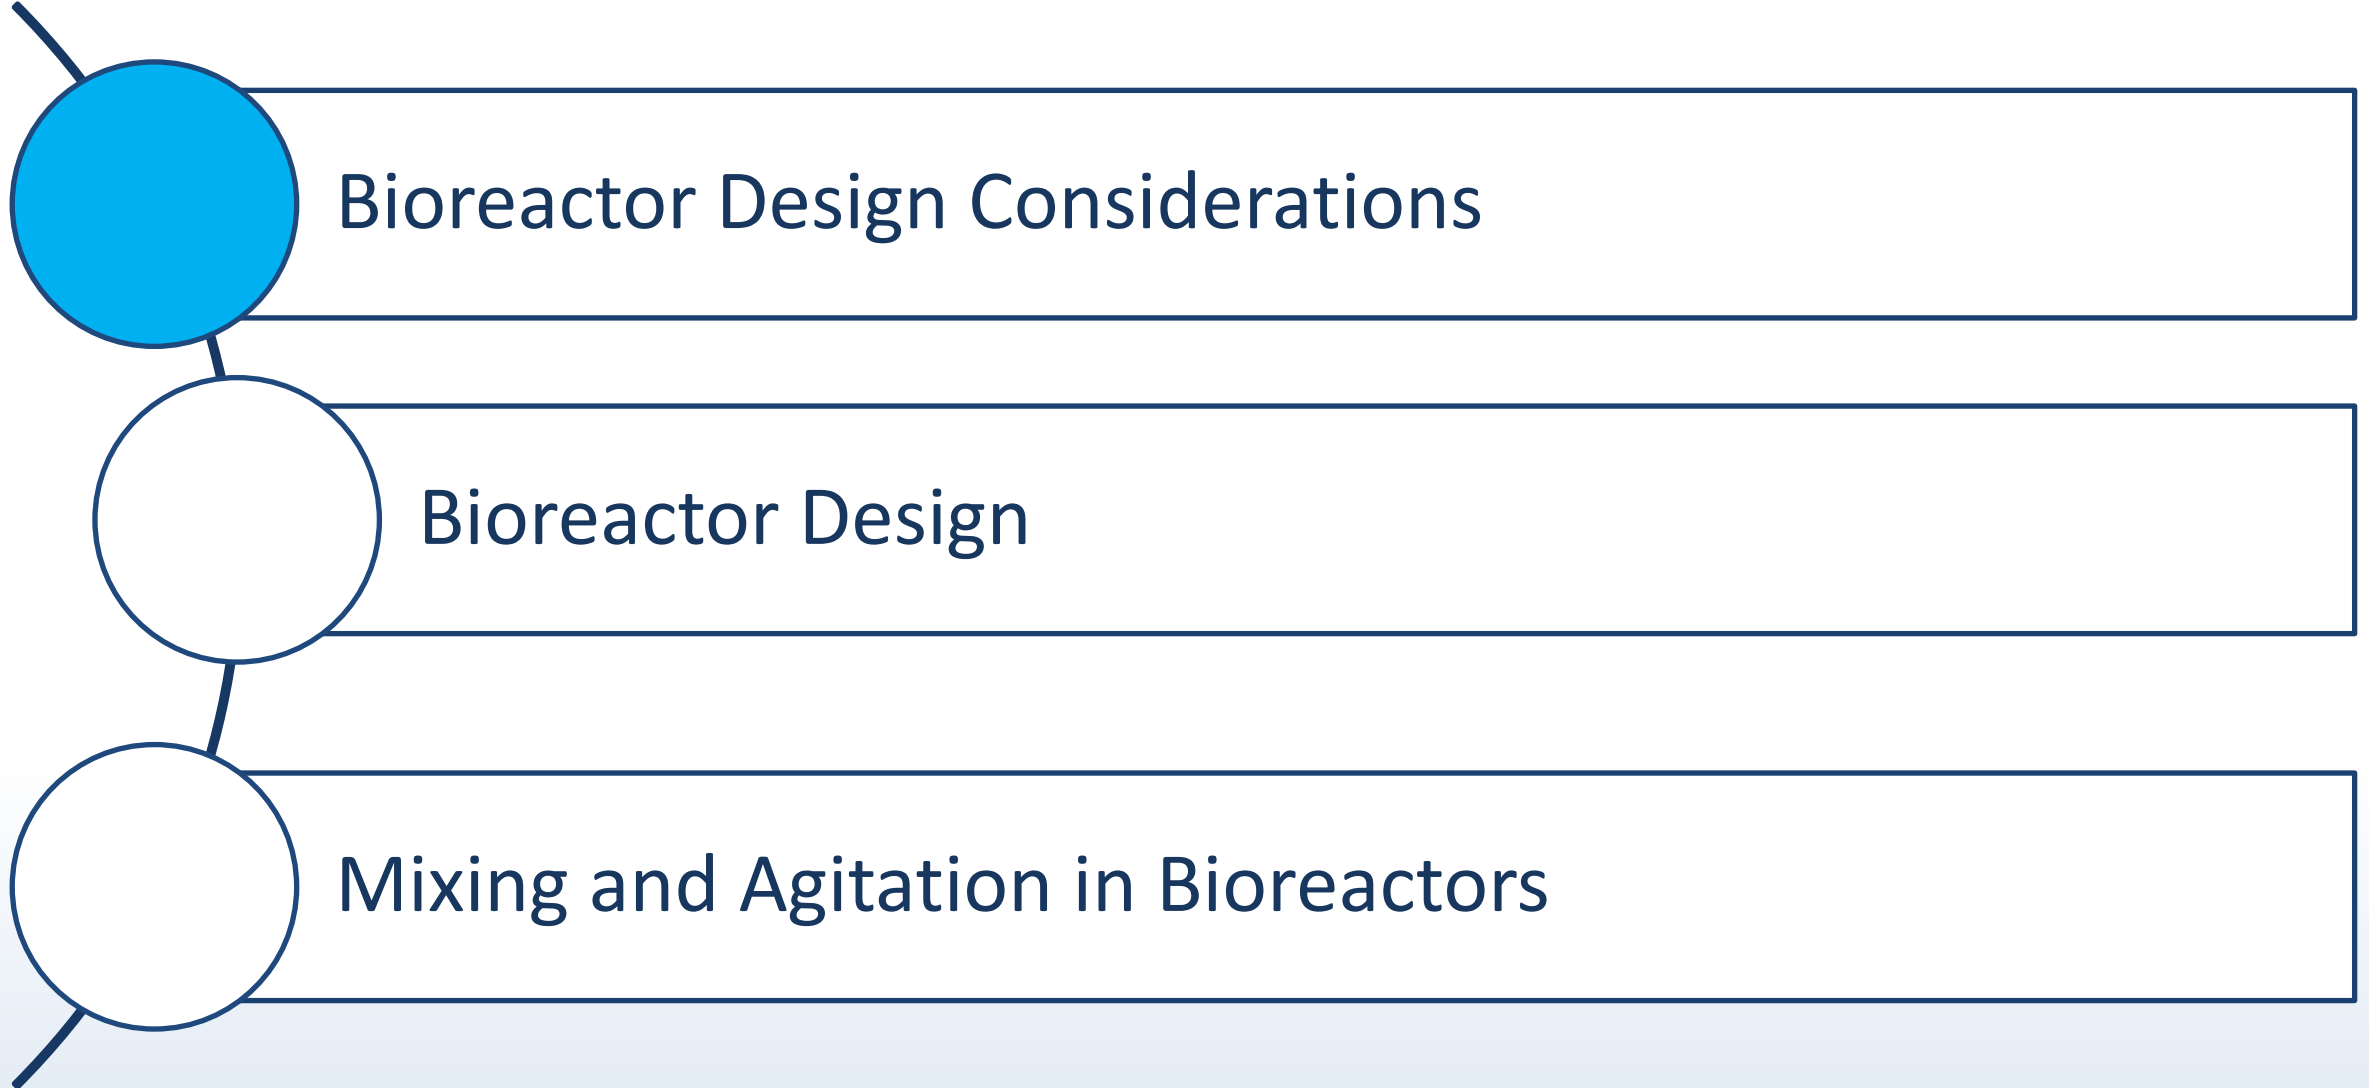 Bioreactor Design Considerations
Bioreactor Design
Mixing and Agitation in Bioreactors